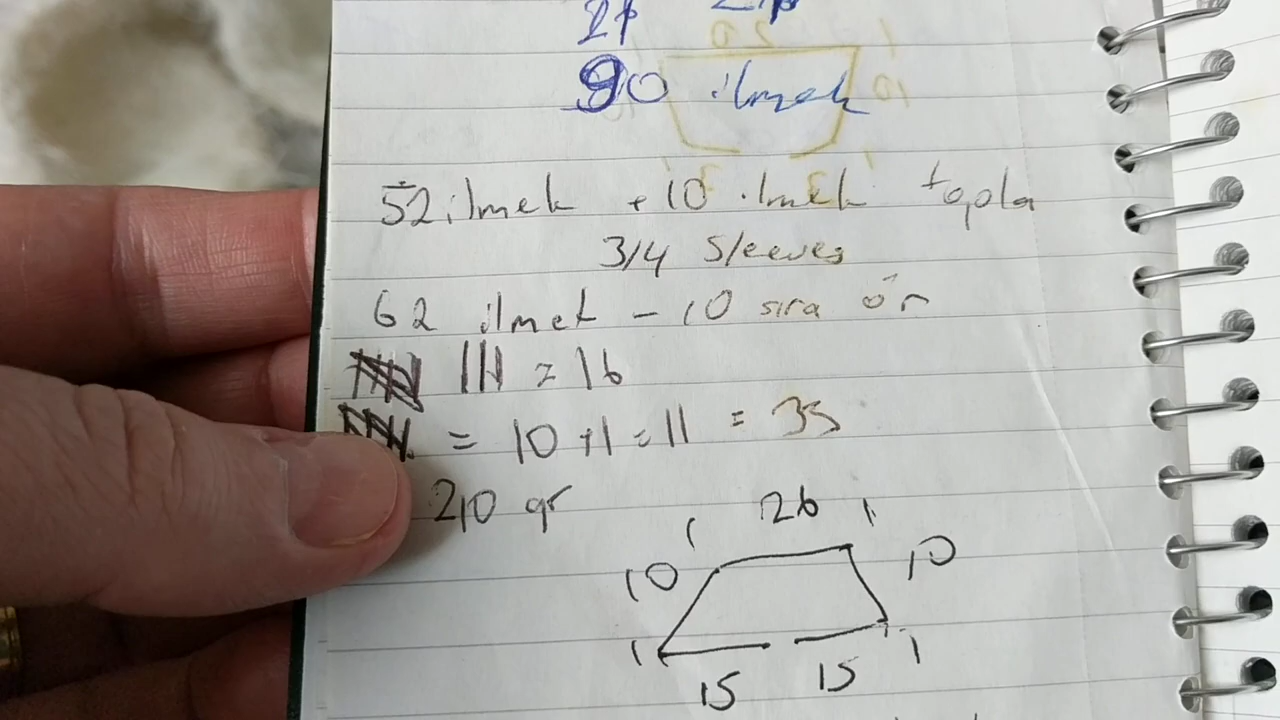 90 ilmek
52 ilmek + 10 ilmek topla
3/4 Sleeves
62 ilmek - 10 sıra ör
|||| = 16
= 10 + 1 = 11 = 35
210 gr
1 26 1
10 10
1 1
15 15